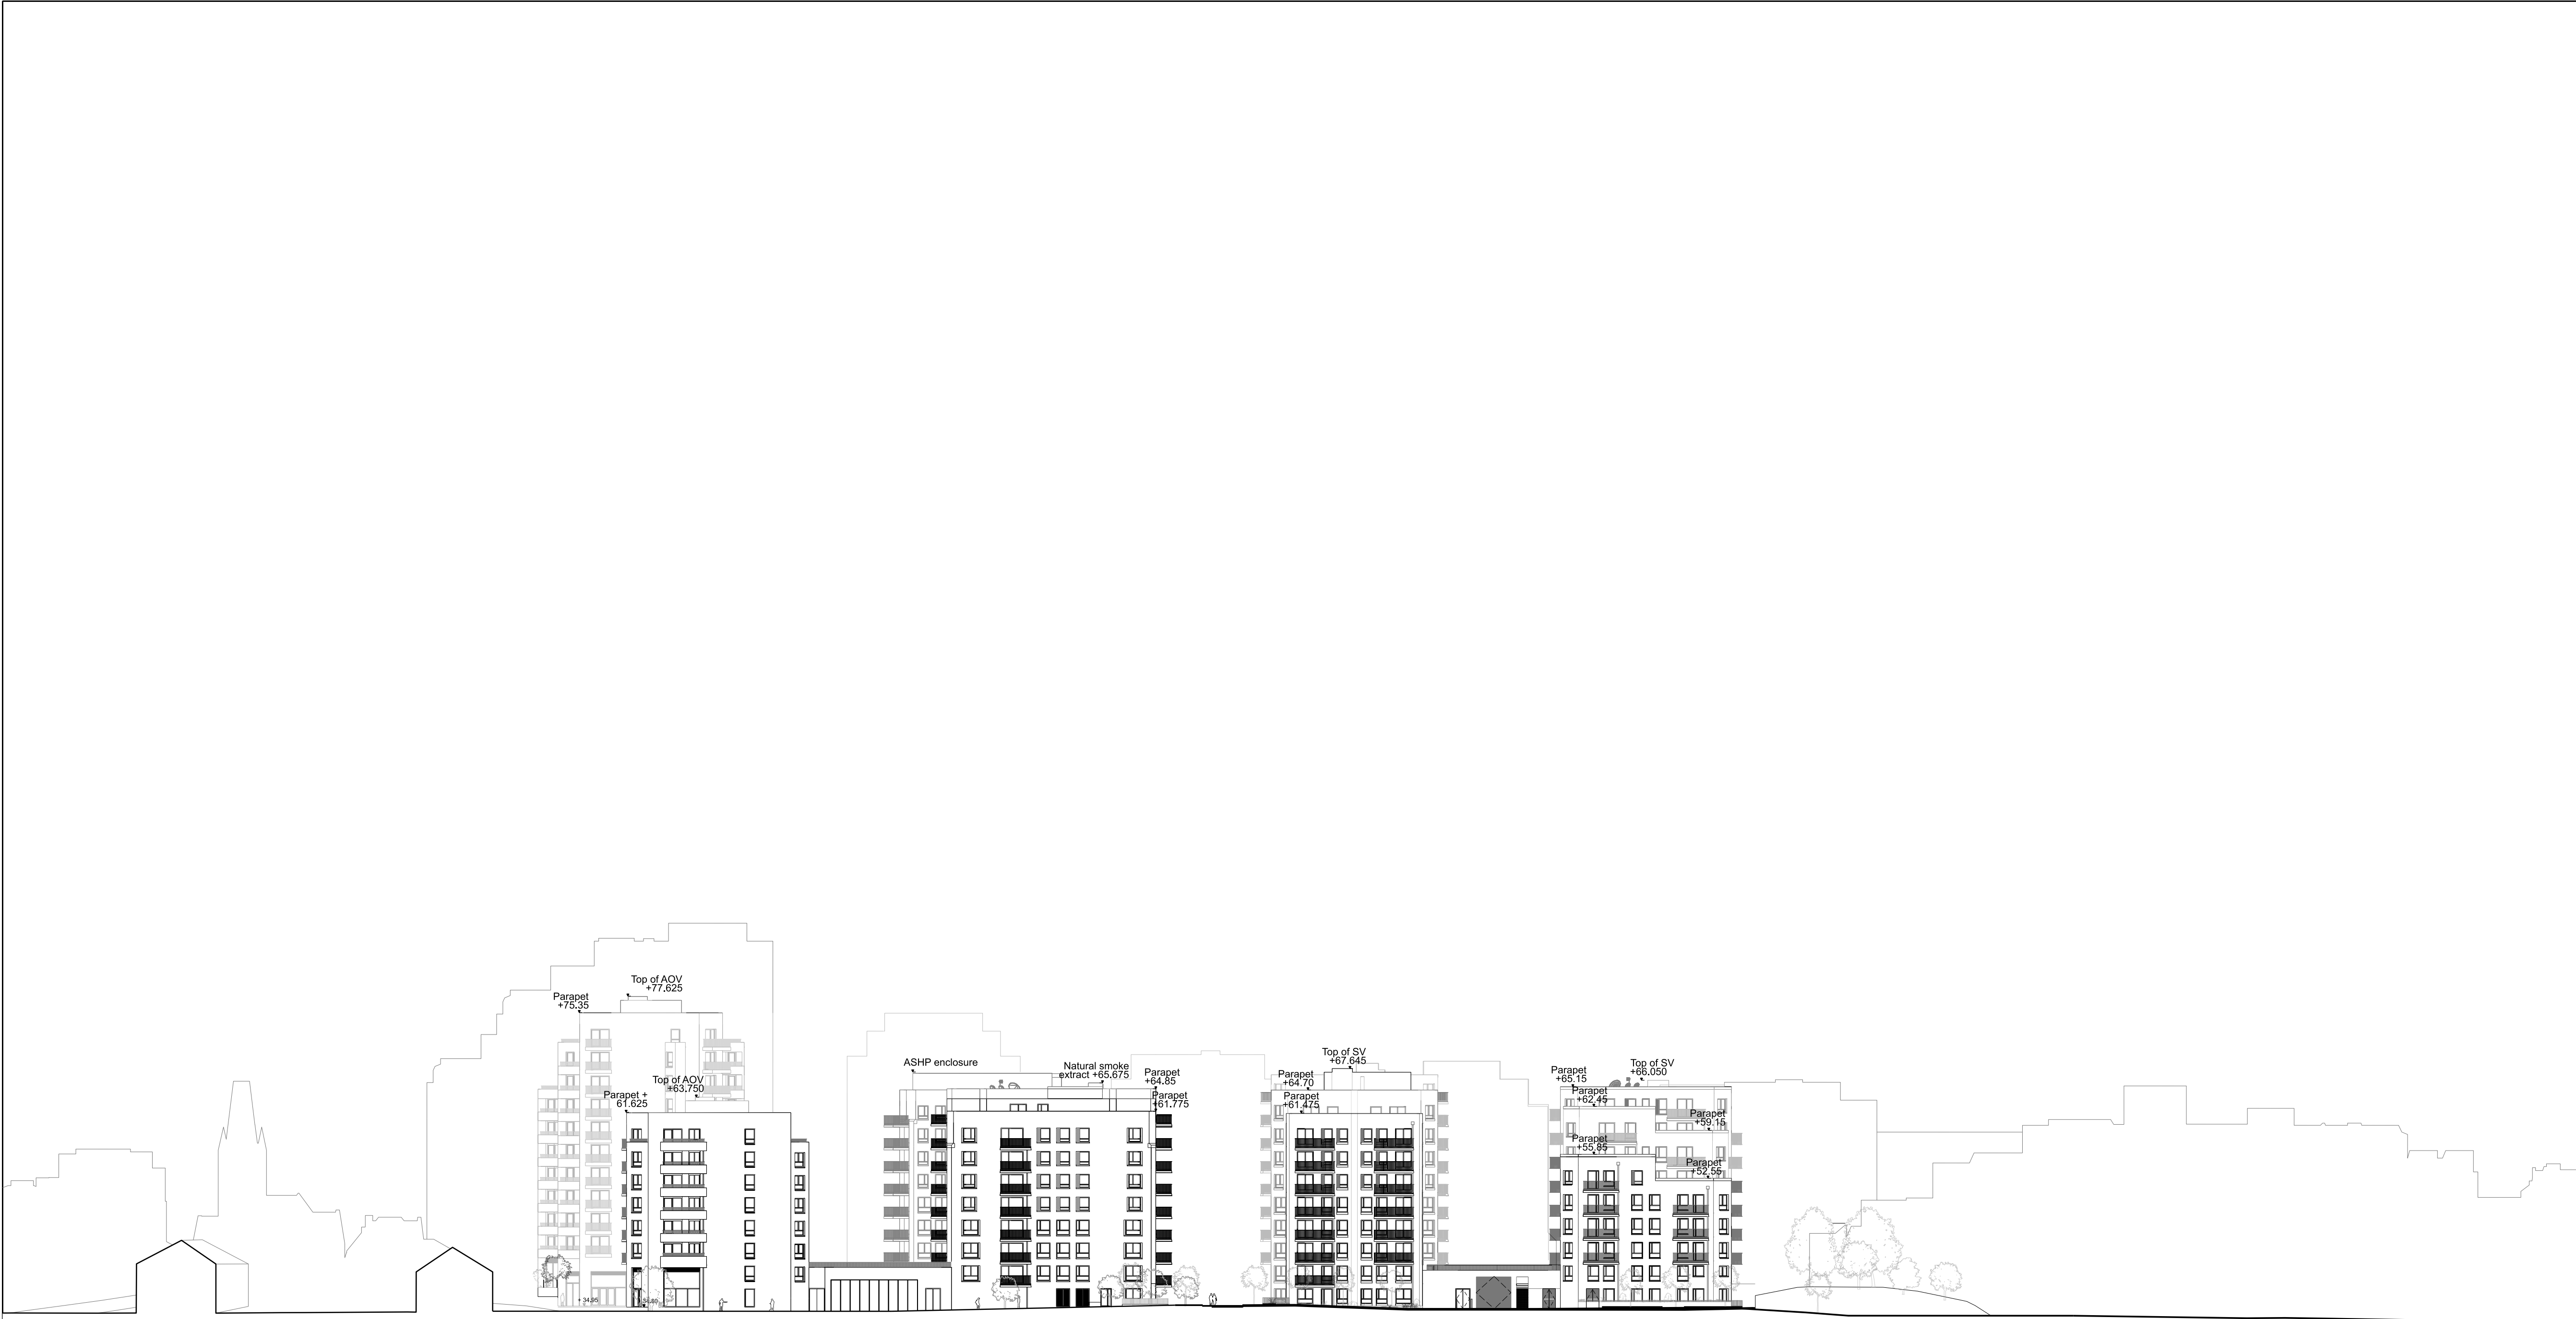 Top of AOV
+77.625
Parapet
+75.35
Top of AOV
+63.750
Parapet +
61.625
ASHP enclosure
Natural smoke
extract +65.675
Parapet
+64.85
Parapet
+61.775
Top of SV
+67.645
Parapet
+64.70
Parapet
+61.475
Top of SV
+66.050
Parapet
+65.15
Parapet
+62.45
Parapet
+59.15
Parapet
+55.85
Parapet
+52.55
+ 34.95